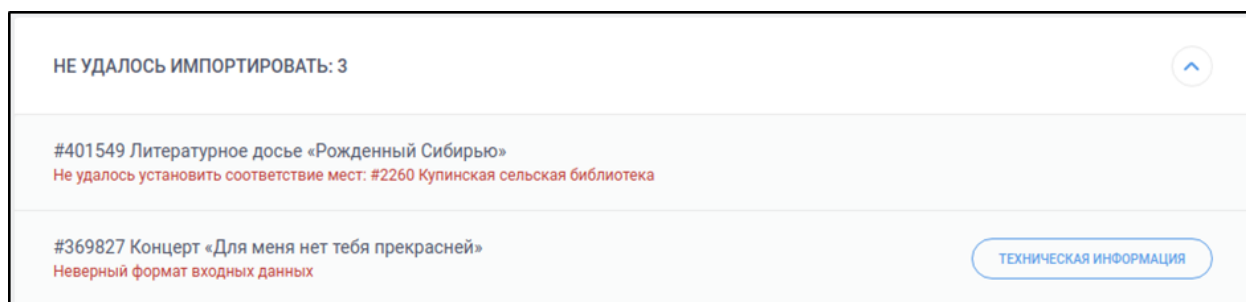 НЕ УДАЛОСЬ ИМПОРТИРОВАТЬ: 3
#401549 Литературное досье «Рожденный Сибирью»
Не удалось установить соответствие мест: #2260 Купинская сельская библиотека
#369827 Концерт «Для меня нет тебя прекрасней»
Неверный формат входных данных
ТЕХНИЧЕСКАЯ ИНФОРМАЦИЯ